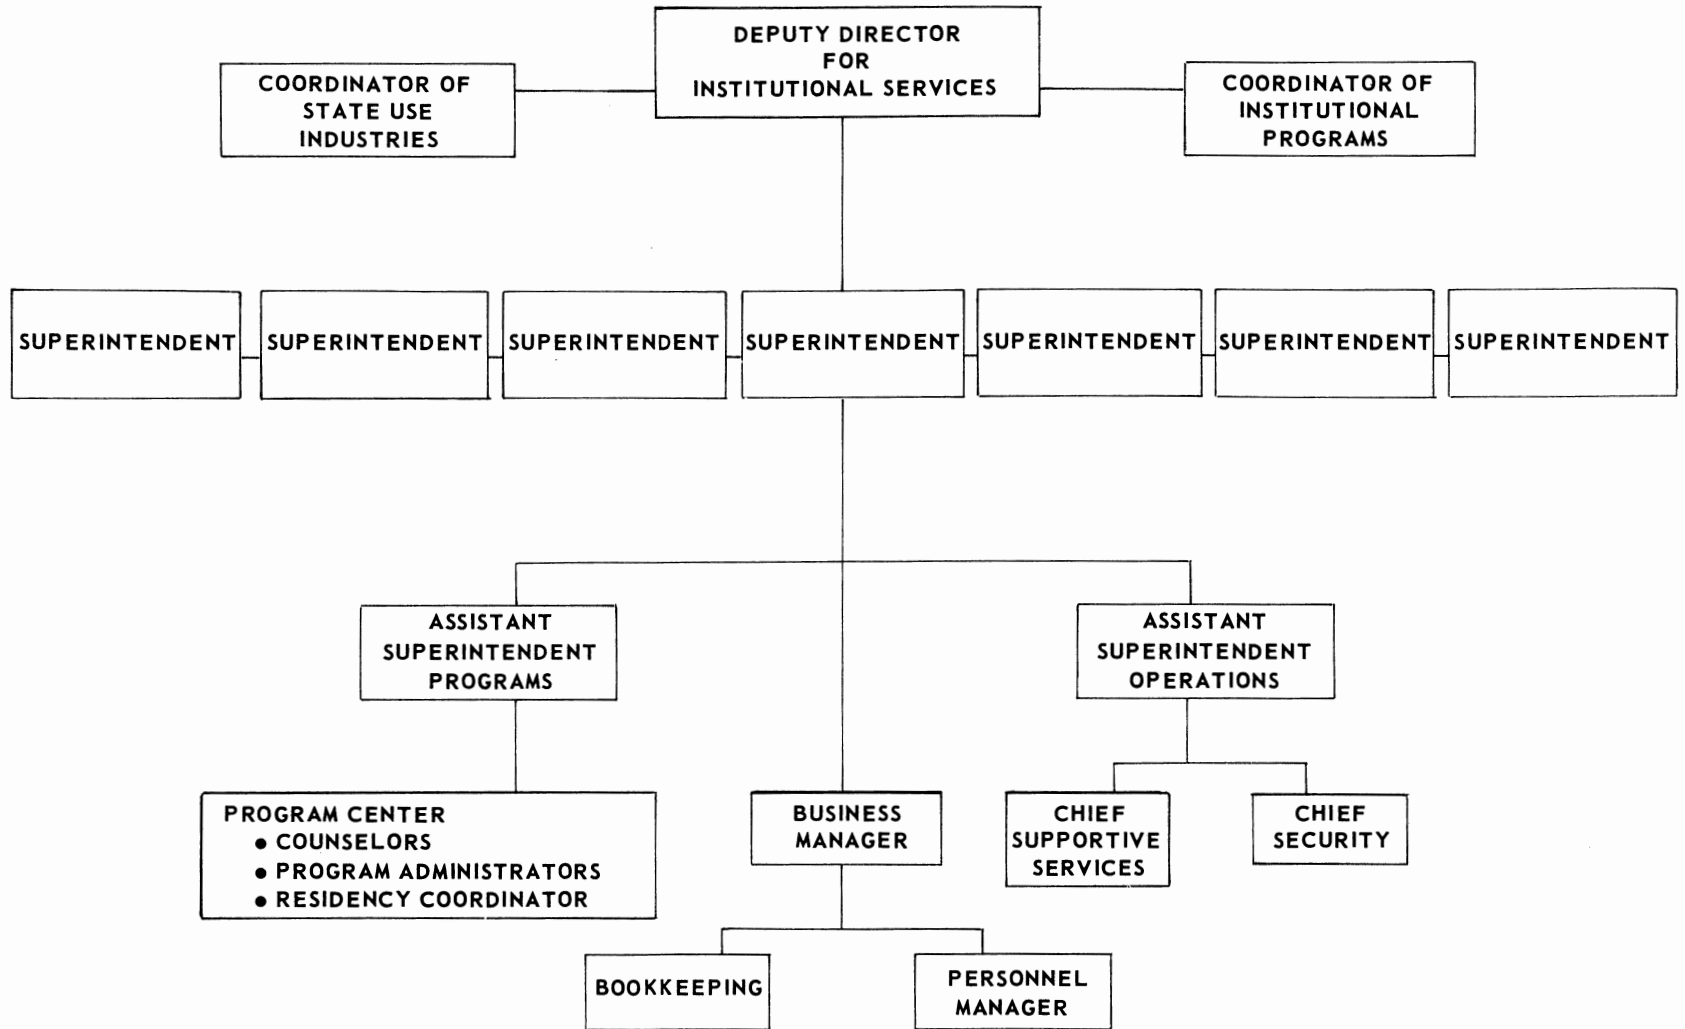 DEPUTY DIRECTOR
FOR
INSTITUTIONAL SERVICES
COORDINATOR OF
STATE USE
INDUSTRIES
COORDINATOR OF
INSTITUTIONAL
PROGRAMS
SUPERINTENDENT
SUPERINTENDENT
SUPERINTENDENT
SUPERINTENDENT
SUPERINTENDENT
SUPERINTENDENT
SUPERINTENDENT
ASSISTANT
SUPERINTENDENT
PROGRAMS
ASSISTANT
SUPERINTENDENT
OPERATIONS
PROGRAM CENTER
● COUNSELORS
● PROGRAM ADMINISTRATORS
● RESIDENCY COORDINATOR
BUSINESS
MANAGER
CHIEF
SUPPORTIVE
SERVICES
CHIEF
SECURITY
BOOKKEEPING
PERSONNEL
MANAGER